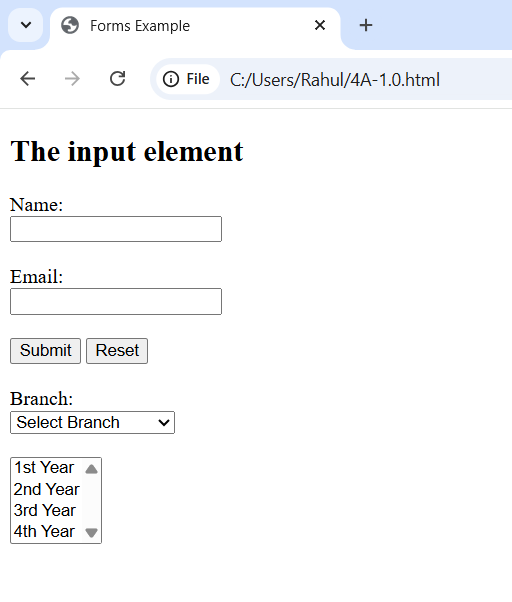 Forms Example
File C:/Users/Rahul/4A-1.0.html
The input element
Name:
Email:
Submit Reset
Branch:
Select Branch
1st Year
2nd Year
3rd Year
4th Year